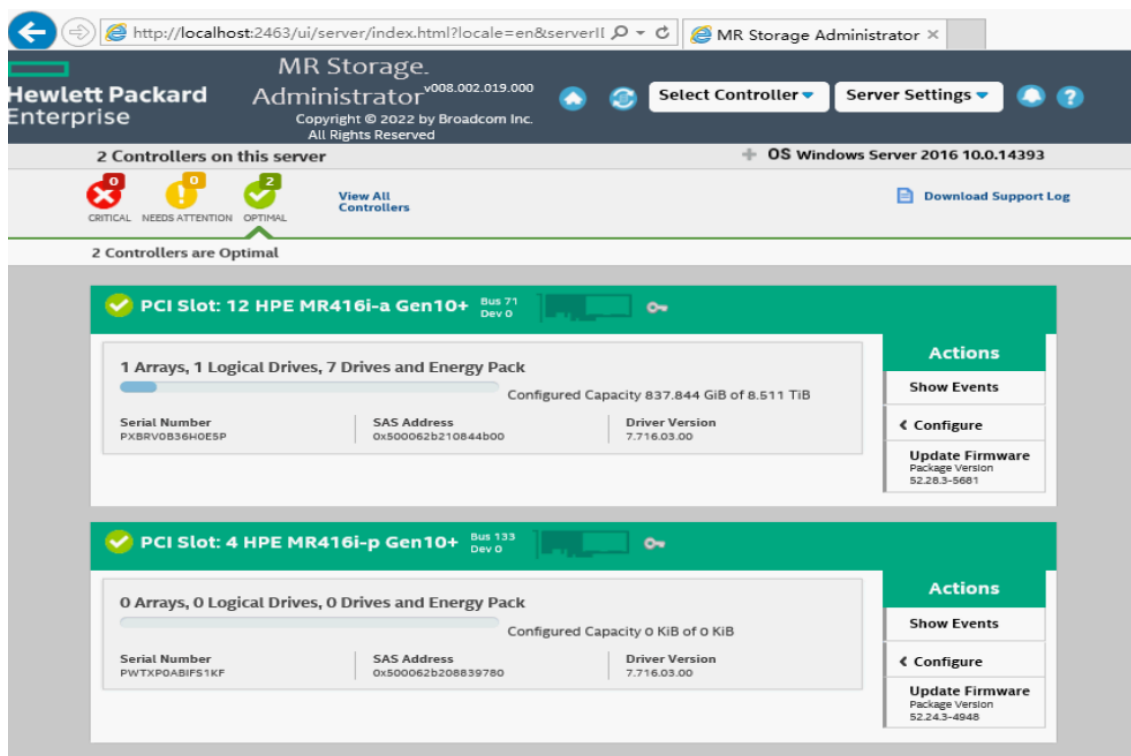 http://localhost:2463/ui/server/index.html?locale=en&serverI
MR Storage Administrator
Hewlett Packard
Enterprise
MR Storage.
Administrator v008.002.019.000
Copyright © 2022 by Broadcom Inc.
All Rights Reserved
Select Controller
Server Settings
?
2 Controllers on this server
OS Windows Server 2016 10.0.14393
0
0
2
CRITICAL NEEDS ATTENTION OPTIMAL
View All
Controllers
Download Support Log
2 Controllers are Optimal
PCI Slot: 12 HPE MR416i-a Gen10+ Bus 71
Dev 0
Actions
1 Arrays, 1 Logical Drives, 7 Drives and Energy Pack
Configured Capacity 837.844 GiB of 8.511 TiB
Serial Number
PXBRV0B36H0E5P
SAS Address
0x500062b210844b00
Driver Version
7.716.03.00
Show Events
Configure
Update Firmware
Package Version
52.28.3-5681
PCI Slot: 4 HPE MR416i-p Gen10+ Bus 133
Dev 0
Actions
0 Arrays, 0 Logical Drives, 0 Drives and Energy Pack
Configured Capacity 0 KiB of 0 KiB
Serial Number
PWTXP0ABIFS1KF
SAS Address
0x500062b208839780
Driver Version
7.716.03.00
Show Events
Configure
Update Firmware
Package Version
52.24.3-4948